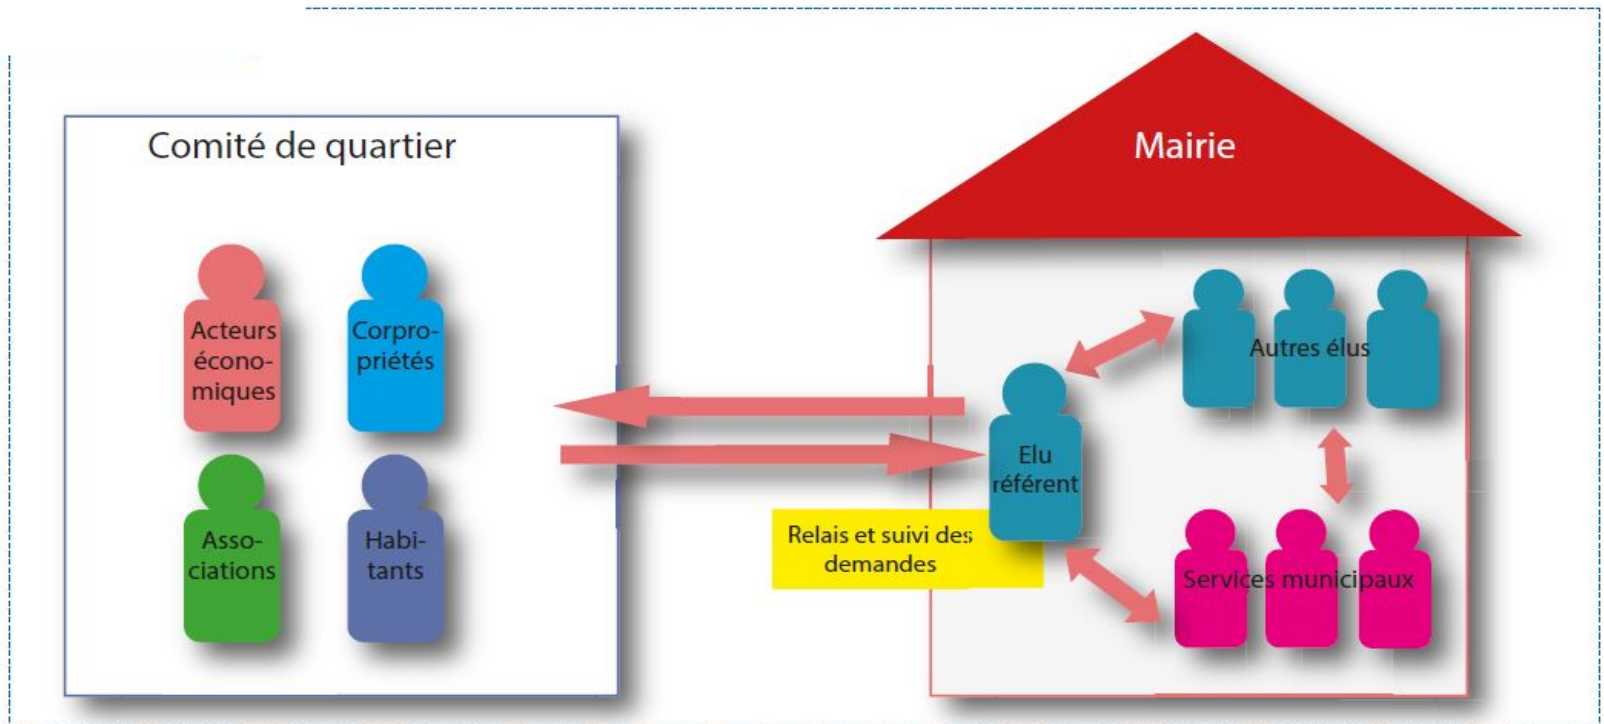 Comité de quartier
Mairie
Acteurs
écono-
miques
Corpro-
priétés
Asso-
ciations
Habi-
tants
Autres élus
Elu
référent
Relais et suivi des
demandes
Services municipaux